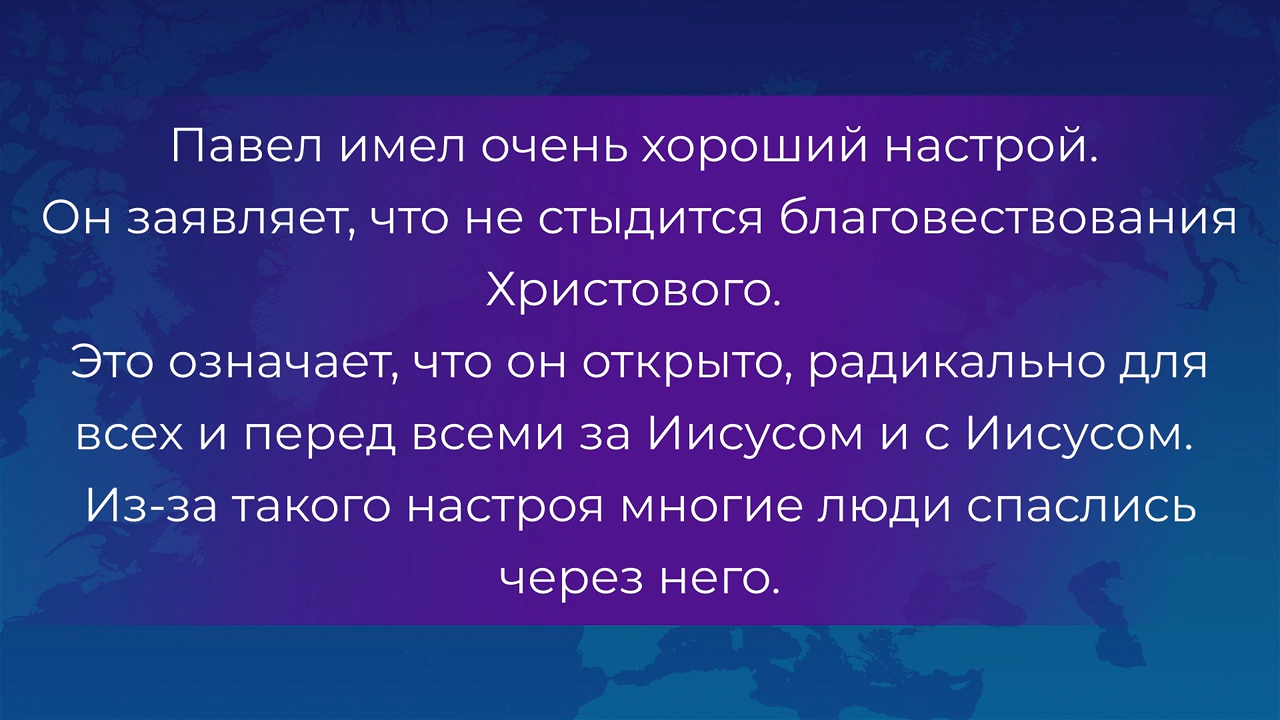 Павел имел очень хороший настрой.
Он заявляет, что не стыдится благовествования
Христового.
Это означает, что он открыто, радикально для
всех и перед всеми за Иисусом и с Иисусом.
Из-за такого настроя многие люди спаслись
через него.